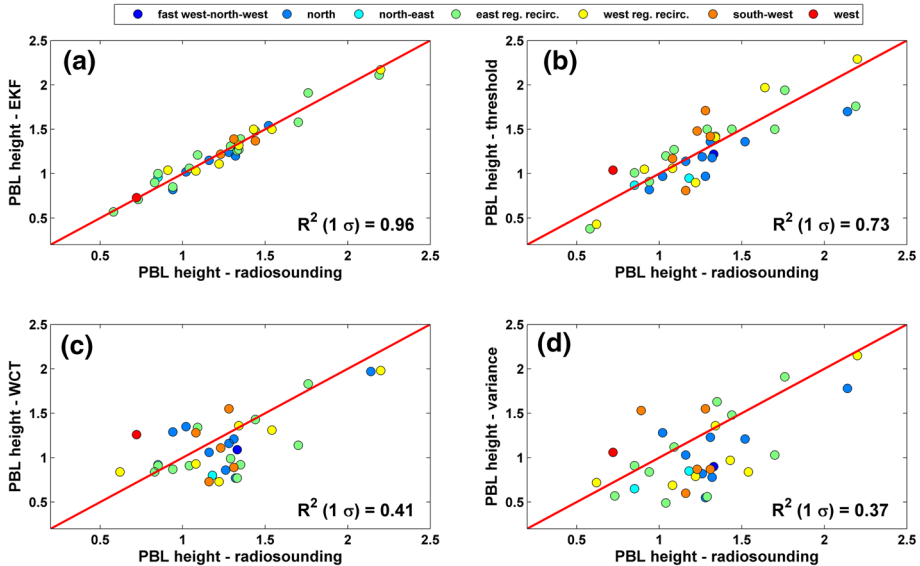 fast west-north-west north north-east east reg. recirc. west reg. recirc. south-west west
(a)
PBL height - EKF
2.5
2
1.5
1
0.5
0.5 1 1.5 2 2.5
R² (1 σ) = 0.96
PBL height - radiosounding
(b)
PBL height - threshold
2.5
2
1.5
1
0.5
0.5 1 1.5 2 2.5
R² (1 σ) = 0.73
PBL height - radiosounding
(c)
PBL height - WCT
2.5
2
1.5
1
0.5
0.5 1 1.5 2 2.5
R² (1 σ) = 0.41
PBL height - radiosounding
(d)
PBL height - variance
2.5
2
1.5
1
0.5
0.5 1 1.5 2 2.5
R² (1 σ) = 0.37
PBL height - radiosounding